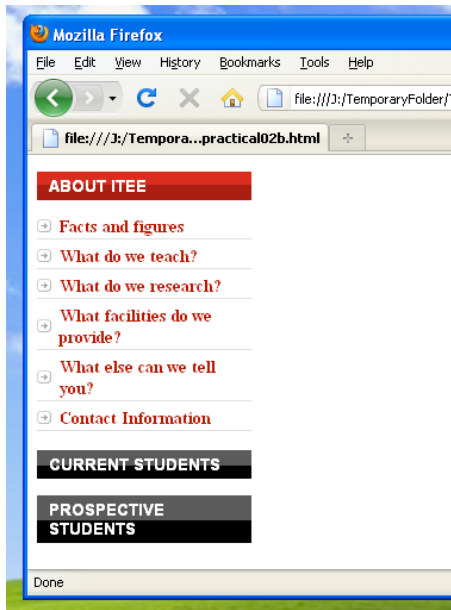 Mozilla Firefox
File Edit View History Bookmarks Tools Help
file:///J:/TemporaryFolder/
file:///J:/Tempora...practical02b.html
ABOUT ITEE
Facts and figures
What do we teach?
What do we research?
What facilities do we
provide?
What else can we tell
you?
Contact Information
CURRENT STUDENTS
PROSPECTIVE
STUDENTS
Done